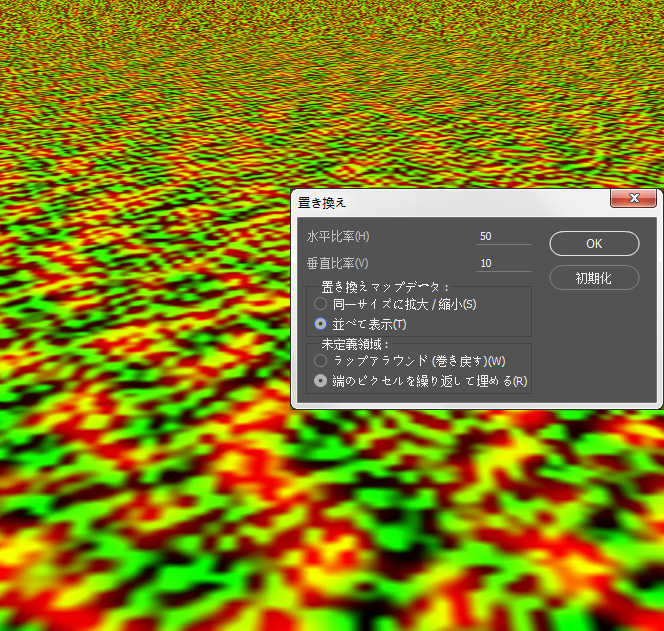 置き換え
水平比率(H) 50
OK
垂直比率(V) 10
初期化
置き換えマップデータ :
同一サイズに拡大 / 縮小(S)
並べて表示(T)
未定義領域 :
ラップアラウンド (巻き戻す)(W)
端のピクセルを繰り返して埋める(R)